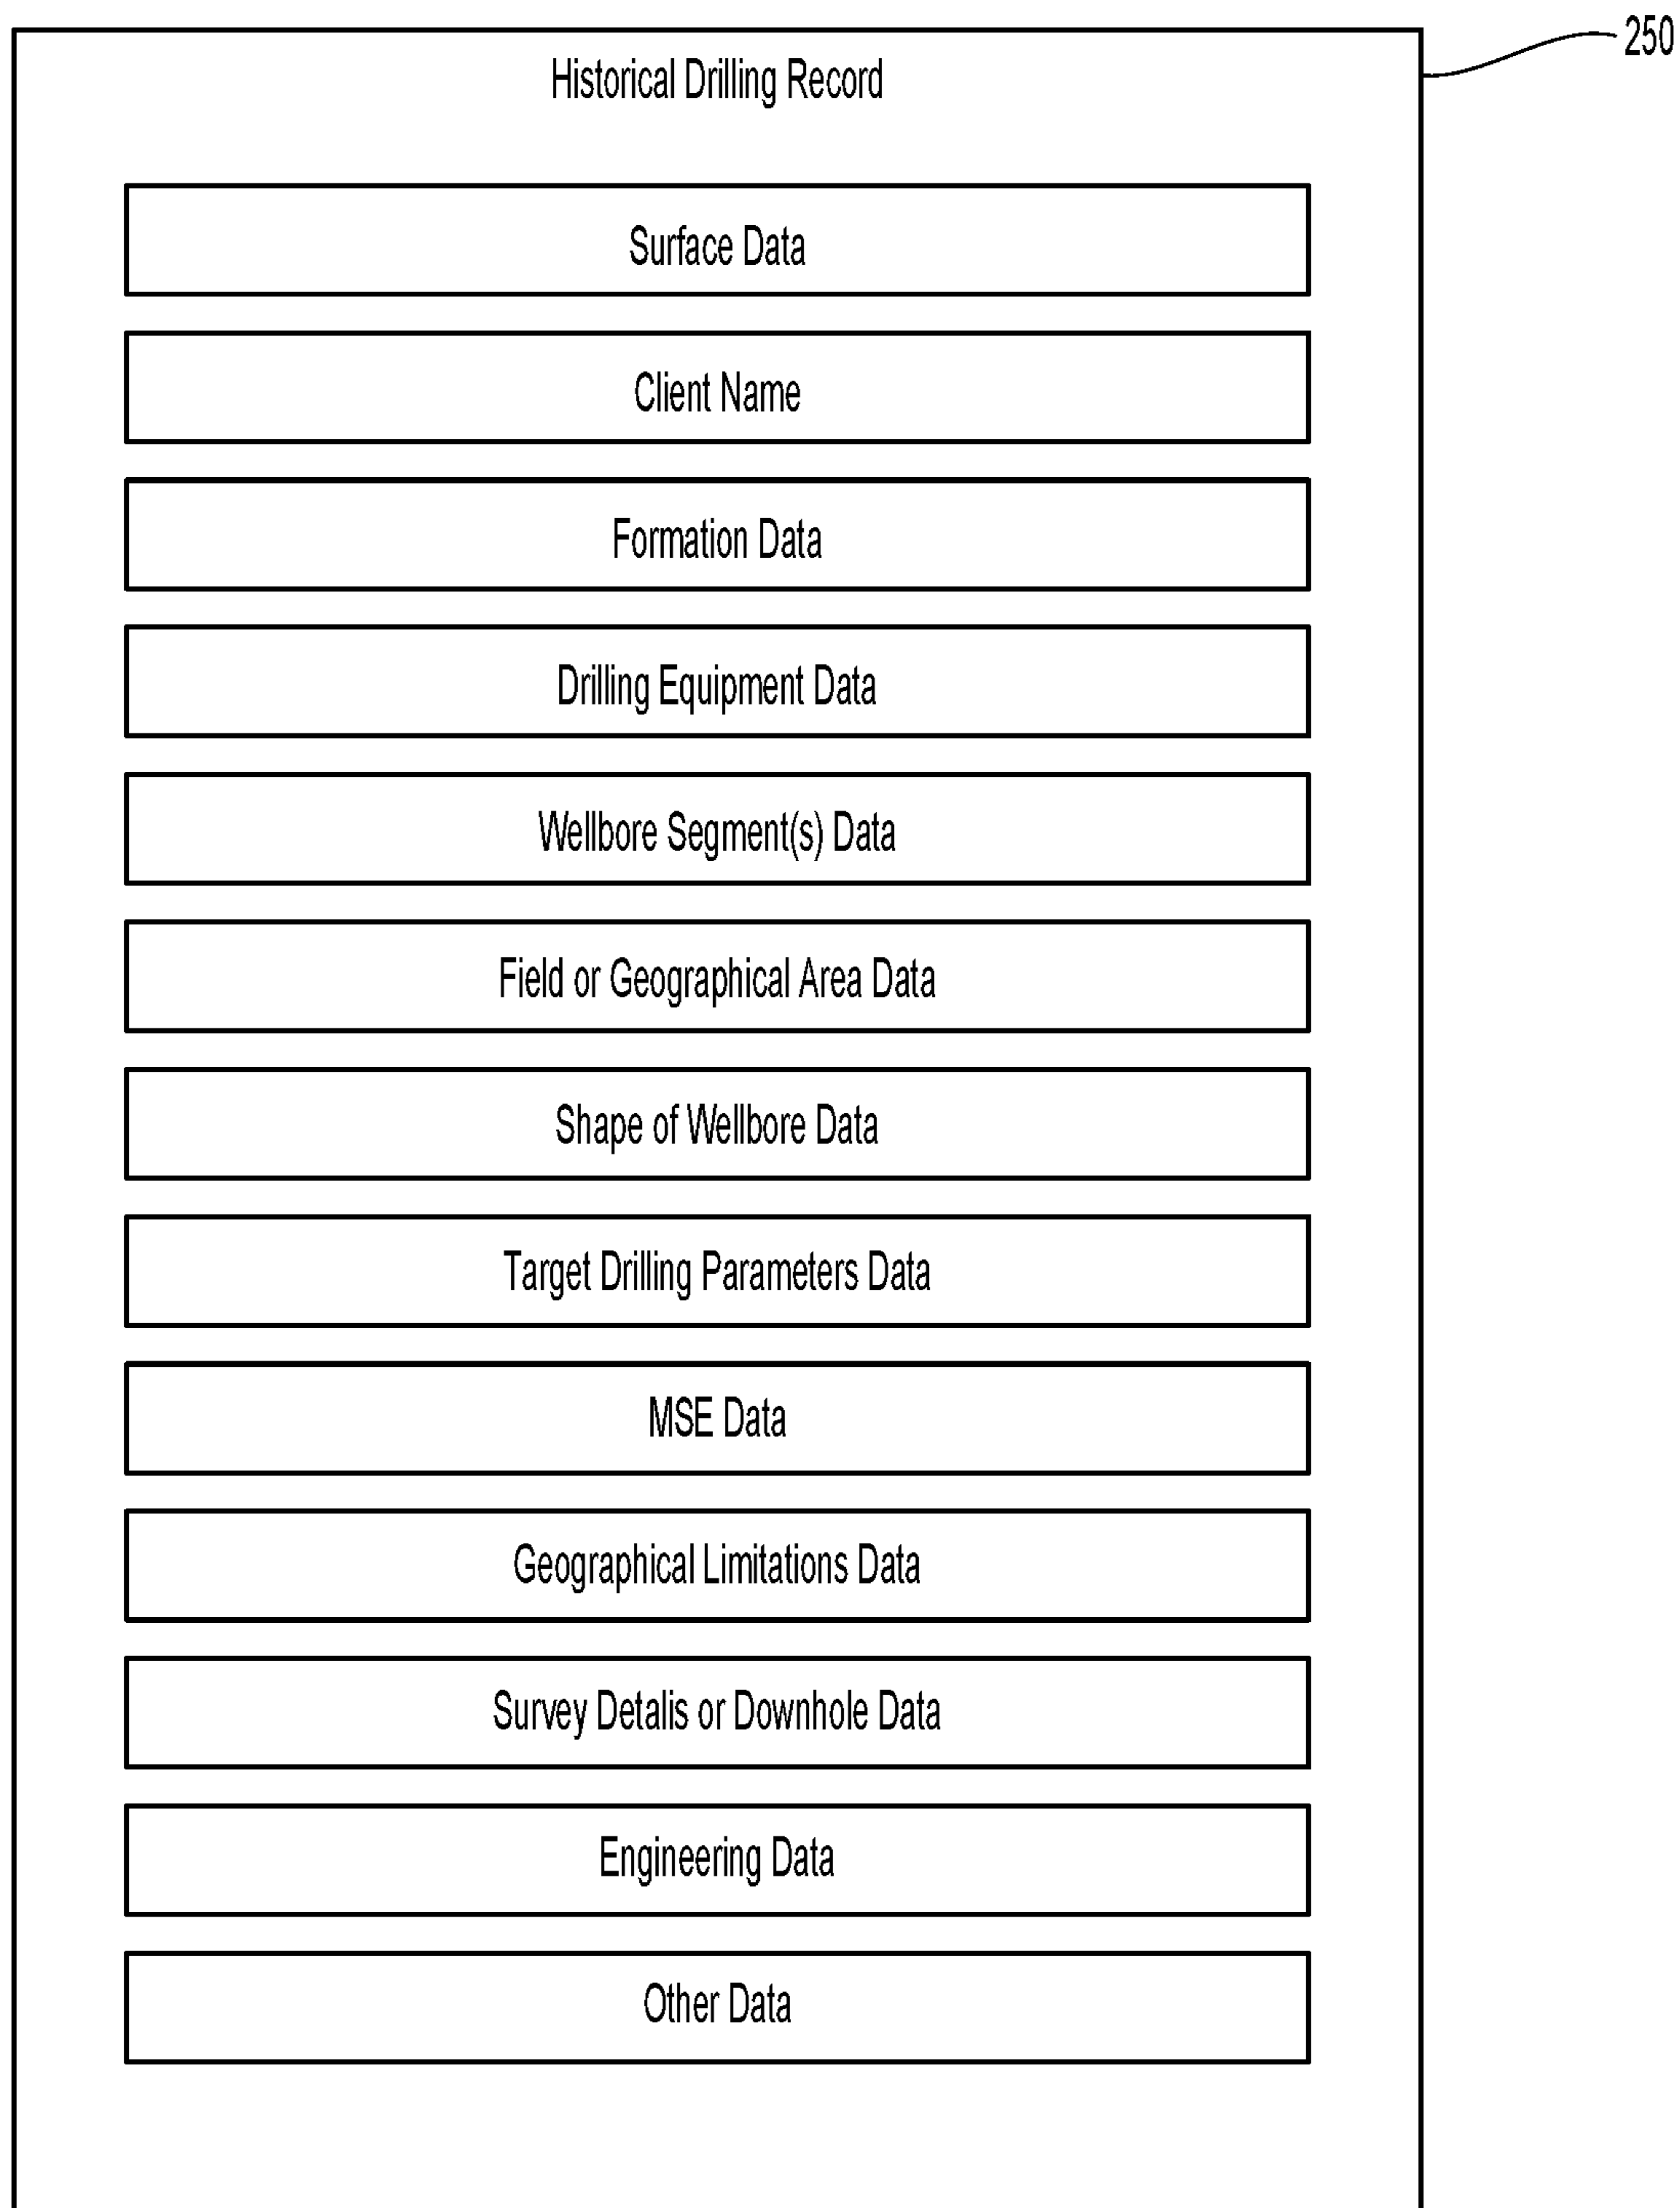 250
Historical Drilling Record
Surface Data
Client Name
Formation Data
Drilling Equipment Data
Wellbore Segment(s) Data
Field or Geographical Area Data
Shape of Wellbore Data
Target Drilling Parameters Data
MSE Data
Geographical Limitations Data
Survey Detalis or Downhole Data
Engineering Data
Other Data